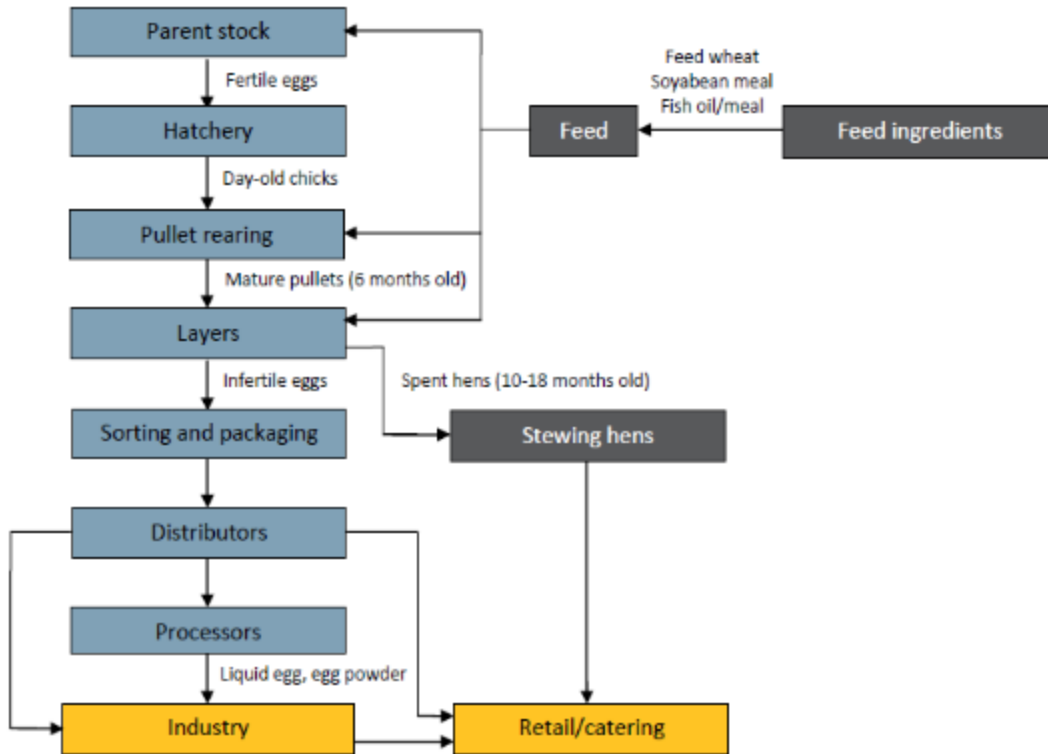 Parent stock
Feed wheat
Soyabean meal
Fish oil/meal
Fertile eggs
Hatchery
Feed
Feed ingredients
Day-old chicks
Pullet rearing
Mature pullets (6 months old)
Layers
Infertile eggs
Spent hens (10-18 months old)
Sorting and packaging
Stewing hens
Distributors
Processors
Liquid egg, egg powder
Industry
Retail/catering